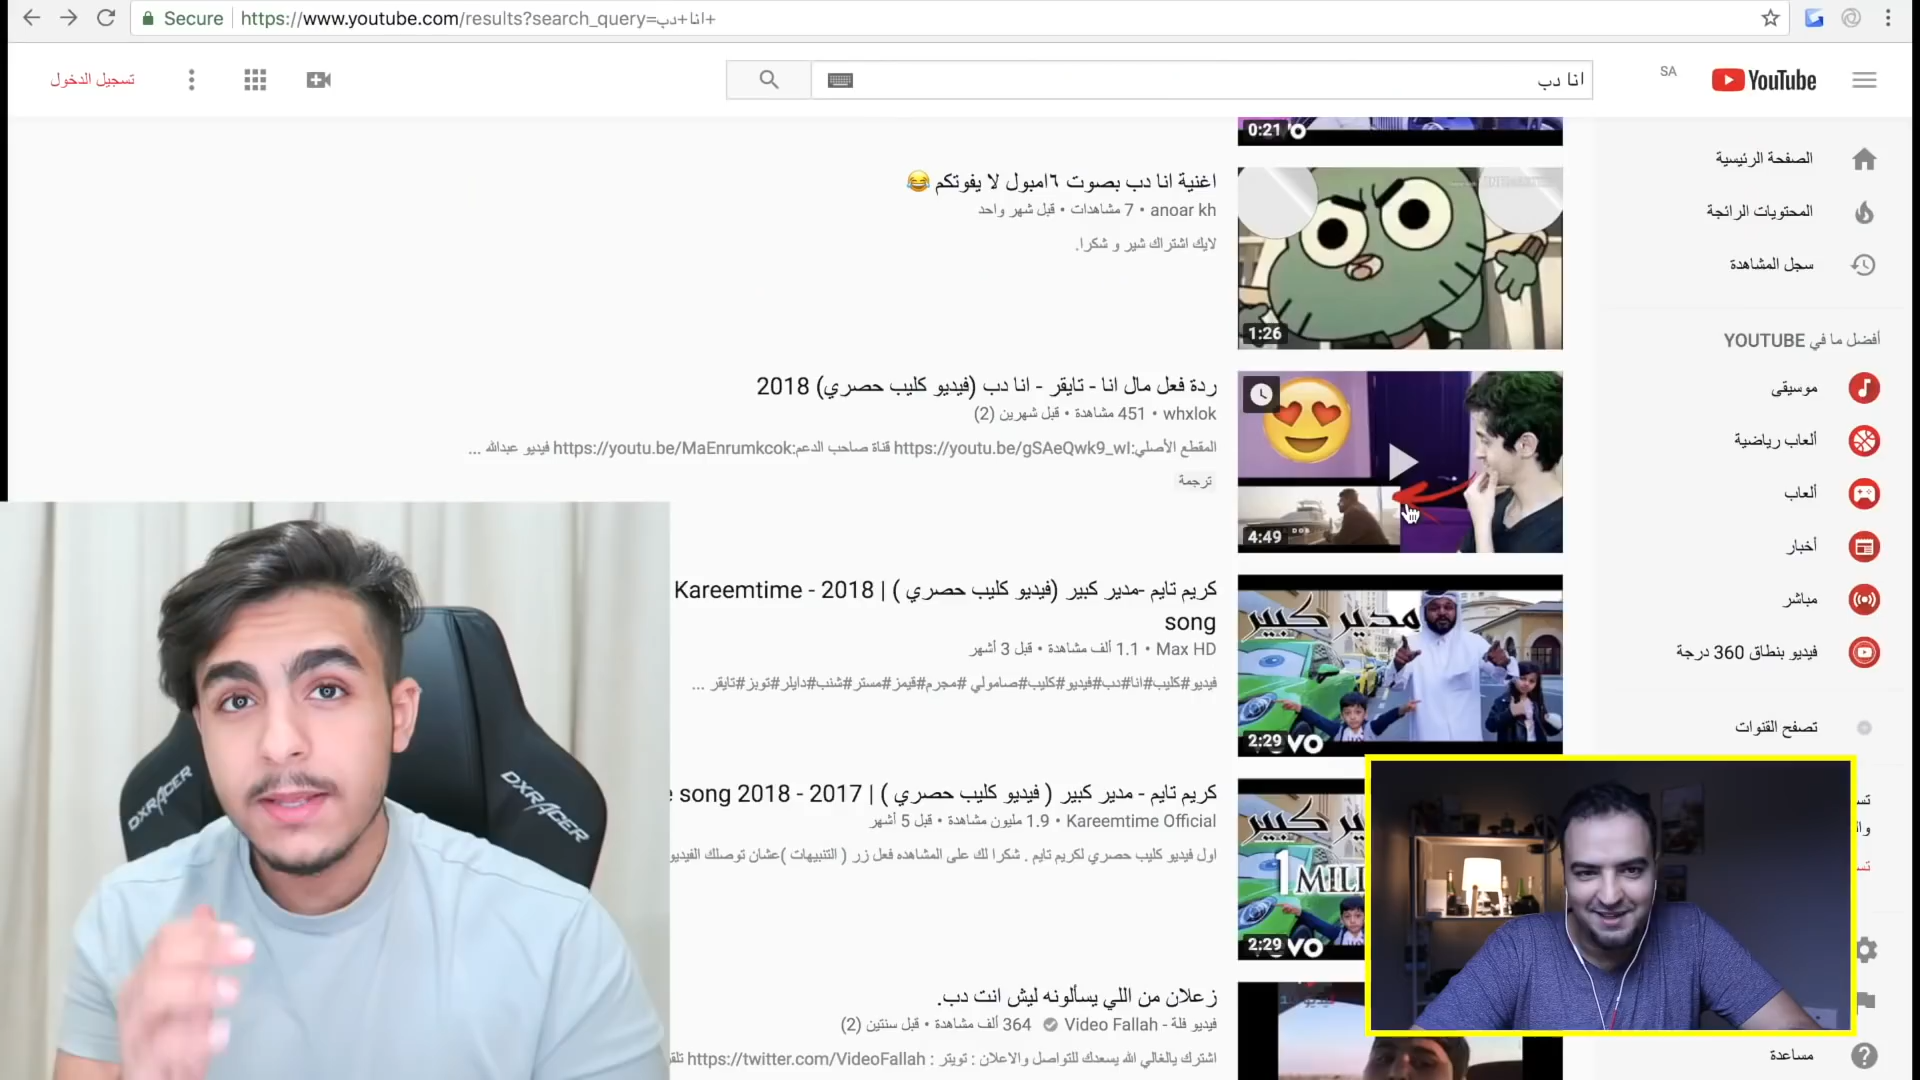 Secure
https://www.youtube.com/results?search_query=انا+دب+
YouTube
SA
انا دب
تسجيل الدخول
0:21
اغنية انا دب بصوت ٦امبول لا يفوتكم 😂
anoar kh • 7 مشاهدات • قبل شهر واحد
لايك اشتراك شير و شكرا.
1:26
ردة فعل مال انا - تايقر - انا دب (فيديو كليب حصري) 2018
whxlok • 451 مشاهدة • قبل شهرين (2)
المقطع الأصلي:https://youtu.be/gSAeQwk9_wI قناة صاحب الدعم:https://youtu.be/MaEnrumkcok فيديو عبدالله ...
ترجمة
4:49
كريم تايم -مدير كبير (فيديو كليب حصري ) | Kareemtime - 2018
song
Max HD • 1.1 ألف مشاهدة • قبل 3 أشهر
فيديو#كليب#انا#دب#فيديو#كليب#صامولي #مجرم#قيمز#مستر#شنب#دايلر#تويز#تايقر ...
مدير كبير
2:29
VO
كريم تايم - مدير كبير ( فيديو كليب حصري ) | song 2018 - 2017
Kareemtime Official • 1.9 مليون مشاهدة • قبل 5 أشهر
اول فيديو كليب حصري لكريم تايم . شكرا لك على المشاهده فعل زر ( التنبيهات )عشان توصلك الفيديو
1MILL
2:29
VO
زعلان من اللي يسألونه ليش انت دب.
فيديو فلة - Video Fallah • 364 ألف مشاهدة • قبل سنتين (2)
اشترك يالغالي الله يسعدك للتواصل والاعلان : تويتر : https://twitter.com/VideoFallah
الصفحة الرئيسية
المحتويات الرائجة
سجل المشاهدة
أفضل ما في YOUTUBE
موسيقى
ألعاب رياضية
ألعاب
أخبار
مباشر
فيديو بنطاق 360 درجة
تصفح القنوات
مساعدة
DXRACER
DXRACER